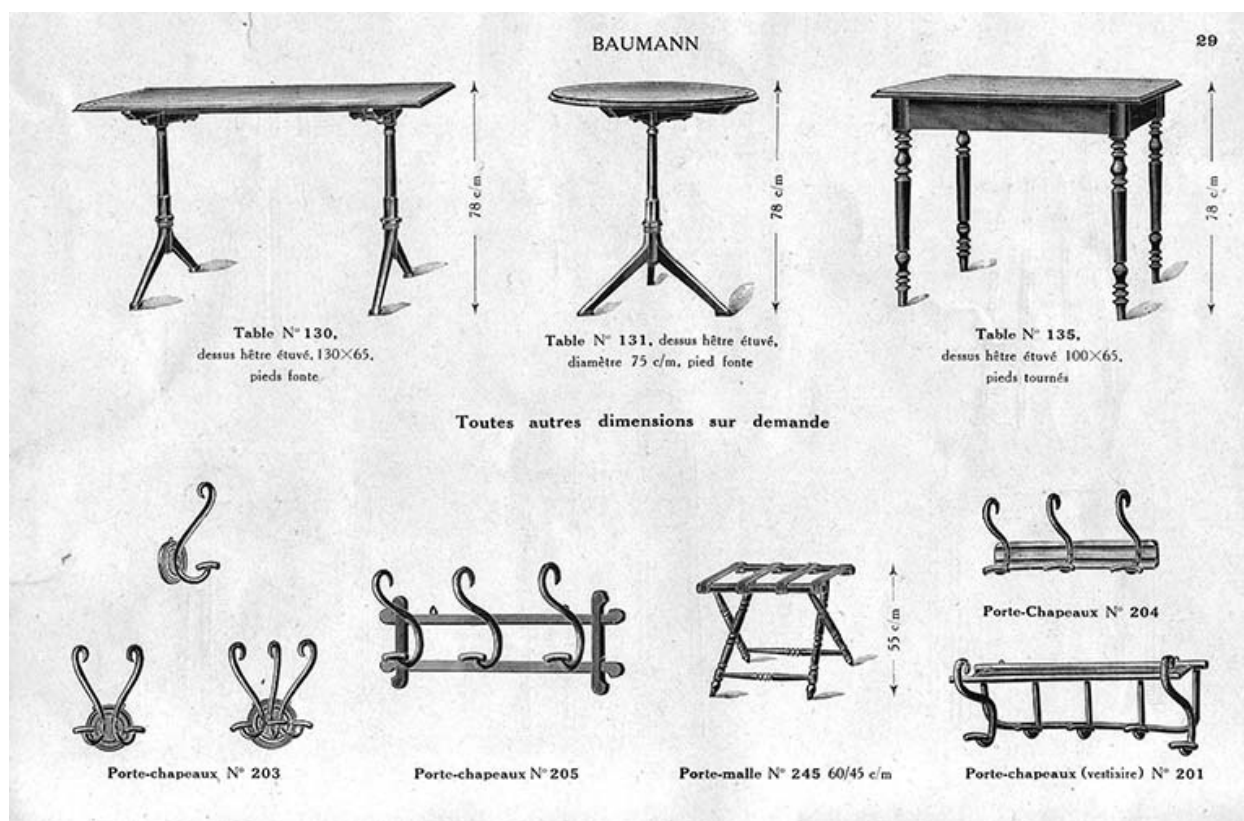 BAUMANN
29
78 c/m
78 c/m
78 c/m
Table N° 130,
dessus hêtre étuvé, 130×65,
pieds fonte
Table N° 131, dessus hêtre étuvé,
diamètre 75 c/m, pied fonte
Table N° 135,
dessus hêtre étuvé 100×65,
pieds tournés
Toutes autres dimensions sur demande
55 c/m
Porte-Chapeaux N° 204
Porte-chapeaux, N° 203
Porte-chapeaux N° 205
Porte-malle N° 245 60/45 c/m
Porte-chapeaux (vestiaire) N° 201